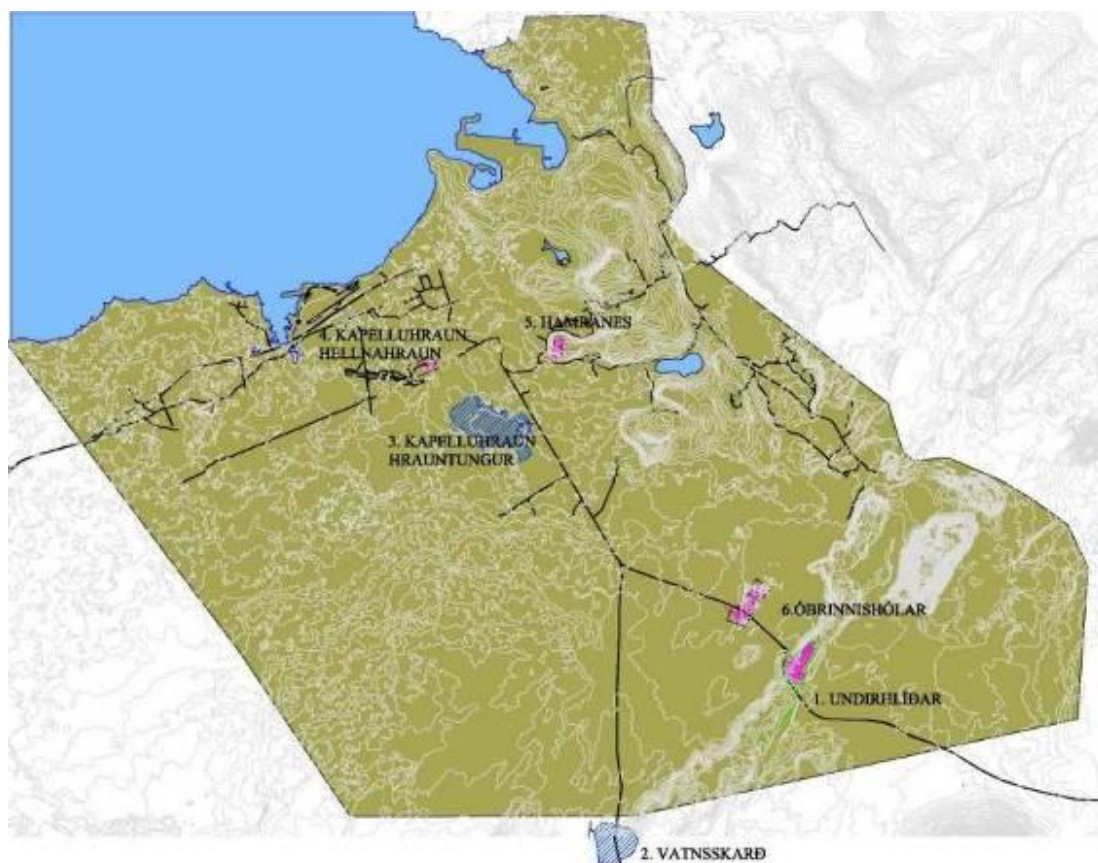 5. HAMRANES
4. KAPELLUHRAUN
HELLNAHRAUN
3. KAPELLUHRAUN
HRAUNTUNGUR
6.ÓBRINNISHÓLAR
1. UNDIRHLÍÐAR
2. VATNSSKARÐ